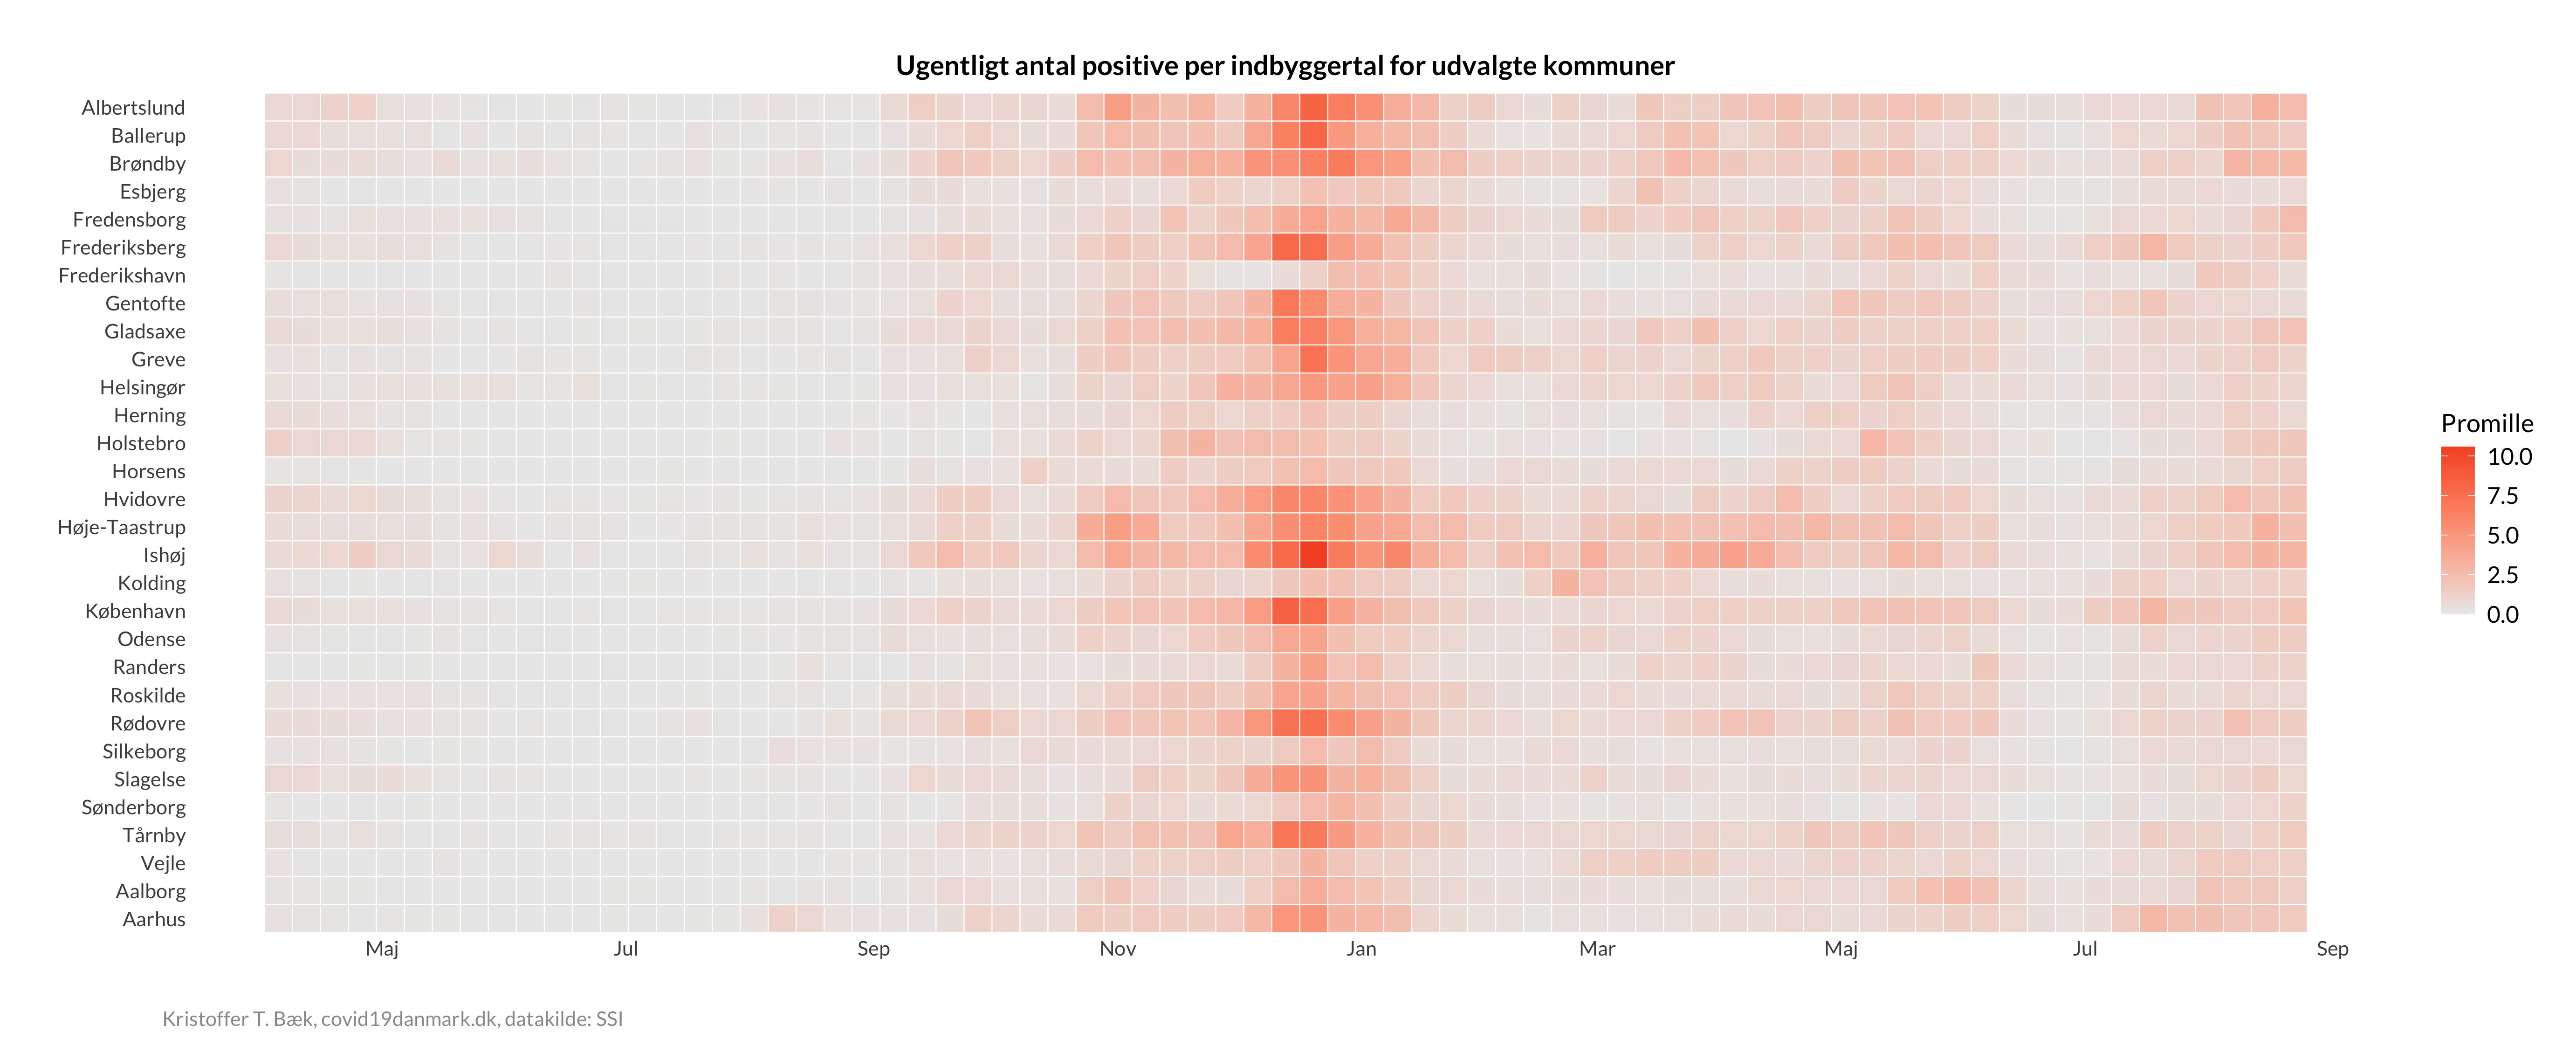 Ugentligt antal positive per indbyggertal for udvalgte kommuner
Albertslund
Ballerup
Brøndby
Esbjerg
Fredensborg
Frederiksberg
Frederikshavn
Gentofte
Gladsaxe
Greve
Helsingør
Herning
Holstebro
Horsens
Hvidovre
Høje-Taastrup
Ishøj
Kolding
København
Odense
Randers
Roskilde
Rødovre
Silkeborg
Slagelse
Sønderborg
Tårnby
Vejle
Aalborg
Aarhus
Maj Jul Sep Nov Jan Mar Maj Jul Sep
Promille
10.0
7.5
5.0
2.5
0.0
Kristoffer T. Bæk, covid19danmark.dk, datakilde: SSI